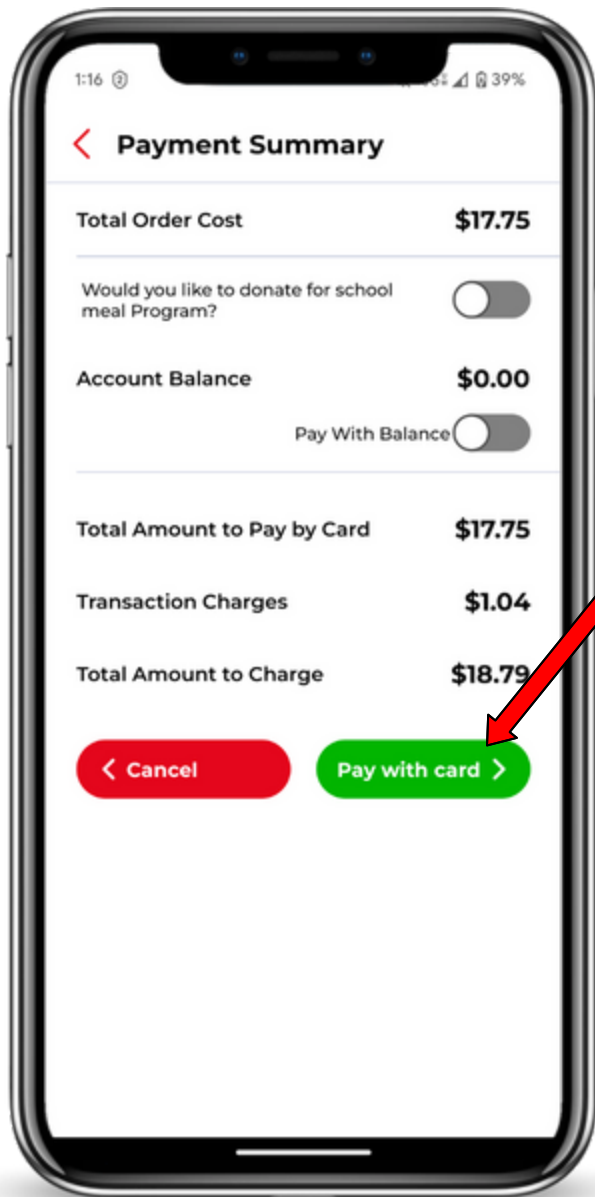 1:16
39%
Payment Summary
Total Order Cost $17.75
Would you like to donate for school
meal Program?
Account Balance $0.00
Pay With Balance
Total Amount to Pay by Card $17.75
Transaction Charges $1.04
Total Amount to Charge $18.79
Cancel Pay with card